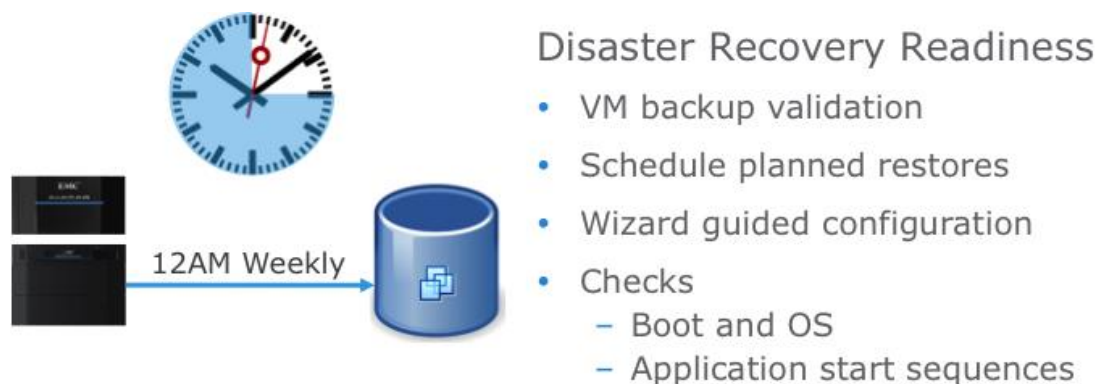 Disaster Recovery Readiness
• VM backup validation
• Schedule planned restores
• Wizard guided configuration
• Checks
– Boot and OS
– Application start sequences
EMC
12AM Weekly